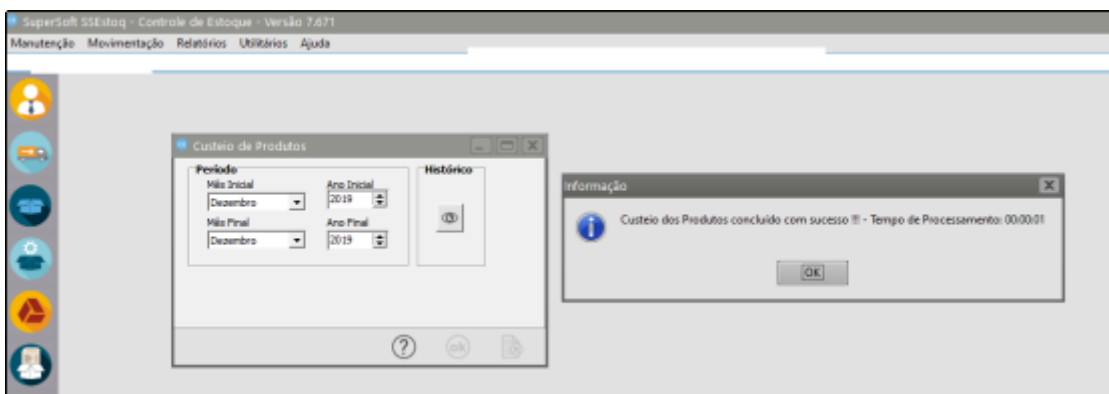 SuperSoft SSEstoq - Controle de Estoque - Versão 7.671
Manutenção Movimentação Relatórios Utilitários Ajuda
Custeio de Produtos
Período
Histórico
Mês Inicial Ano Inicial
Dezembro 2019
Mês Final Ano Final
Dezembro 2019
? ok
Informação
Custeio dos Produtos concluído com sucesso !!! - Tempo de Processamento: 00:00:01
OK